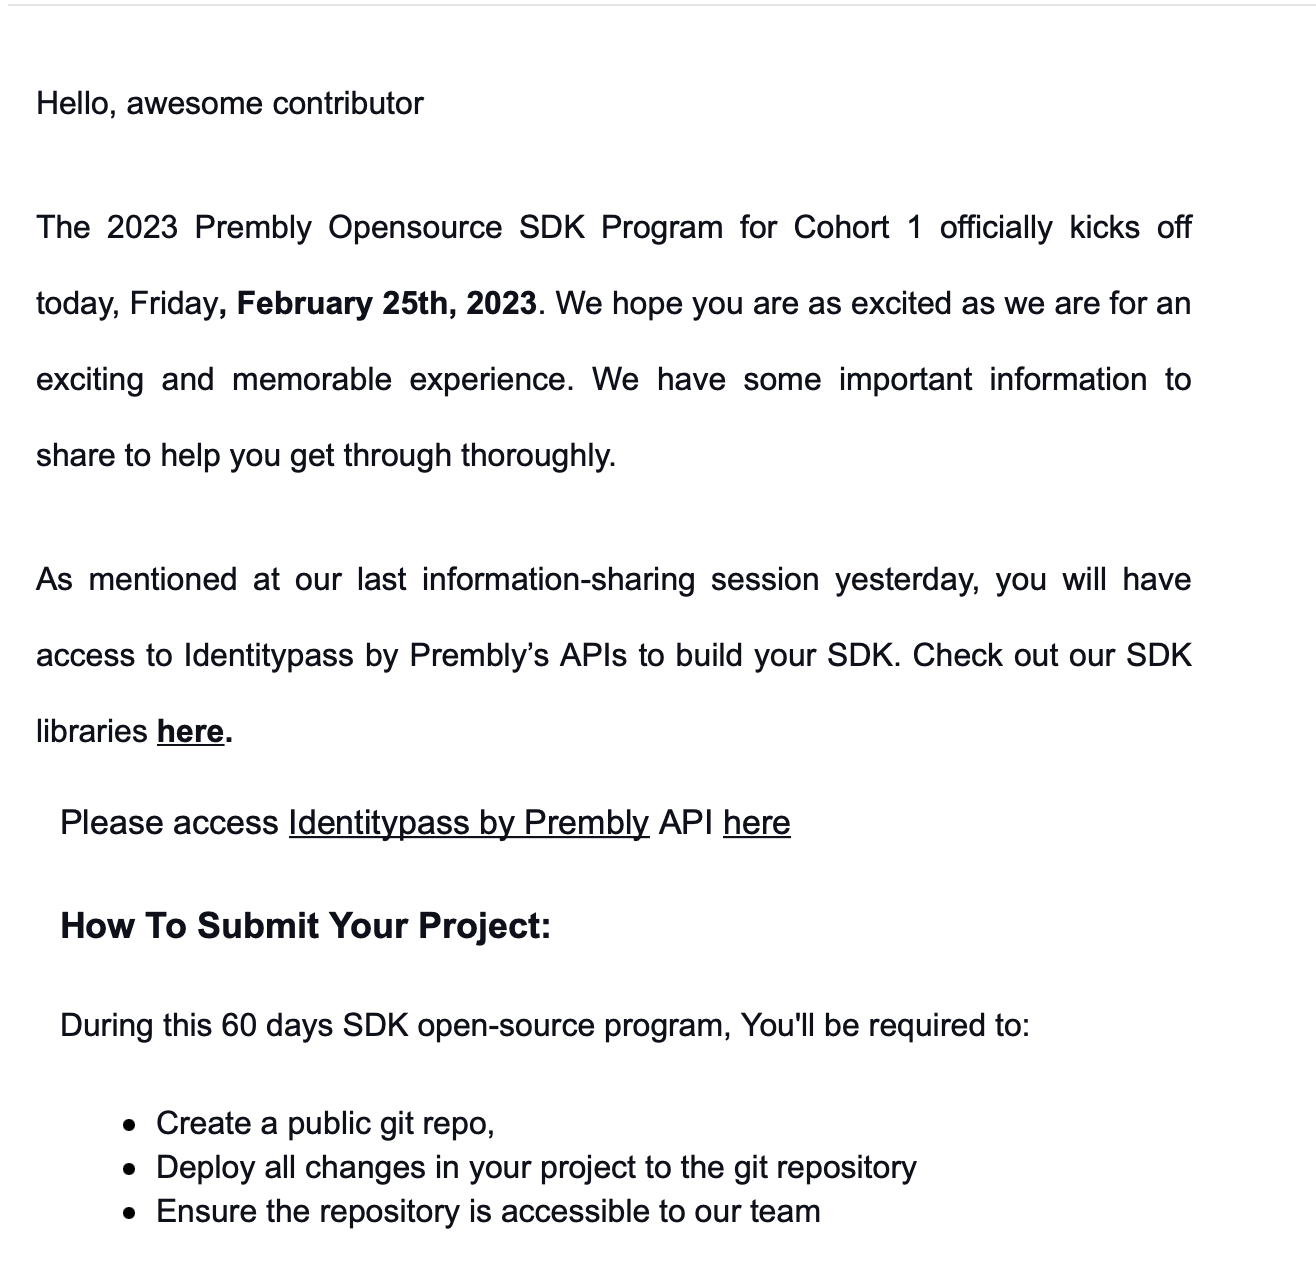 Hello, awesome contributor
The 2023 Prembly Opensource SDK Program for Cohort 1 officially kicks off
today, Friday, February 25th, 2023. We hope you are as excited as we are for an
exciting and memorable experience. We have some important information to
share to help you get through thoroughly.
As mentioned at our last information-sharing session yesterday, you will have
access to Identitypass by Prembly’s APIs to build your SDK. Check out our SDK
libraries here.
Please access Identitypass by Prembly API here
How To Submit Your Project:
During this 60 days SDK open-source program, You'll be required to:
• Create a public git repo,
• Deploy all changes in your project to the git repository
• Ensure the repository is accessible to our team